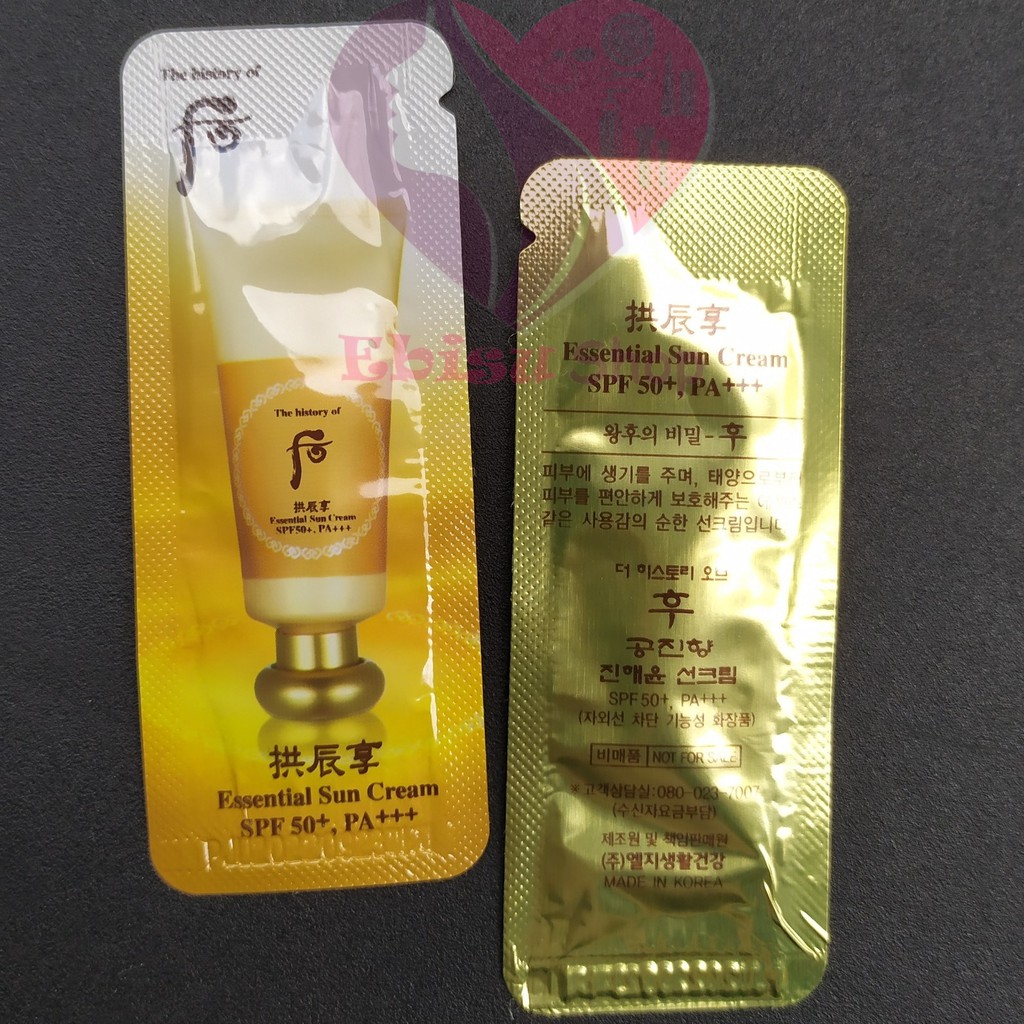 The history of
后
The history of
后
拱辰享
Essential Sun Cream
SPF50+, PA+++
拱辰享
Essential Sun Cream
SPF 50+, PA+++
Ebisu Shop
拱辰享
Essential Sun Cream
SPF 50+, PA+++
왕후의 비밀-후
피부에 생기를 주며, 태양으로부터
피부를 편안하게 보호해주는
같은 사용감의 순한 선크림입니다
더 히스토리 오브
후
공진향
진해윤 선크림
SPF 50+, PA+++
(자외선 차단 기능성 화장품)
비매품 NOT FOR SALE
※고객상담실:080-023-7007
(수신자요금부담)
제조원 및 책임판매원
(주)엘지생활건강
MADE IN KOREA